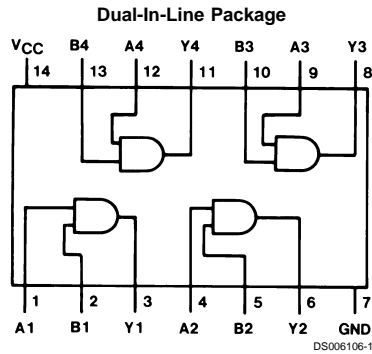 Dual-In-Line Package
VCC B4 A4 Y4 B3 A3 Y3
14 13 12 11 10 9 8
1 2 3 4 5 6 7
A1 B1 Y1 A2 B2 Y2 GND
DS006106-1